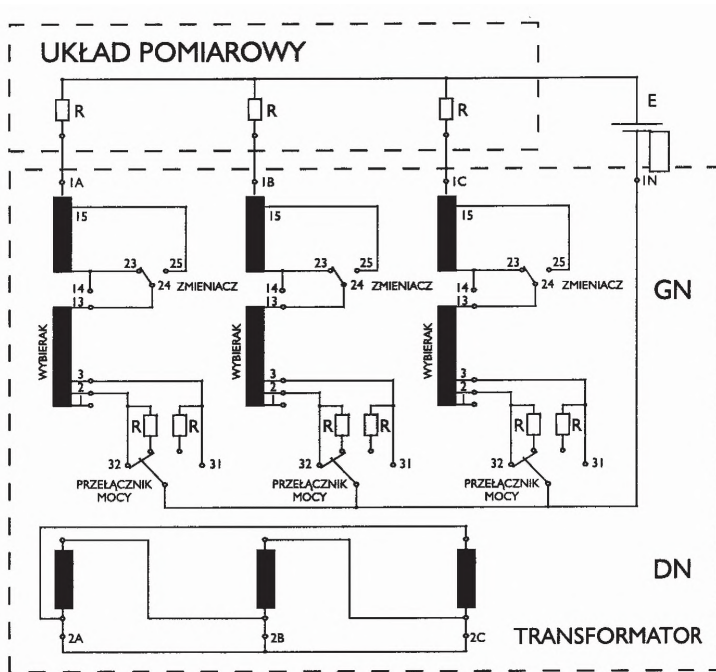 UKŁAD POMIAROWY
R R R E
1A 1B 1C 1N
15 15 15
23 25 23 25 23 25
14 24 ZMIENIACZ 14 24 ZMIENIACZ 14 24 ZMIENIACZ
13 13 13
GN
WYBIERAK WYBIERAK WYBIERAK
3 3 3
2 2 2
1 1 1
R R R R R R
32 31 32 31 32 31
PRZEŁĄCZNIK PRZEŁĄCZNIK PRZEŁĄCZNIK
MOCY MOCY MOCY
DN
2A 2B 2C TRANSFORMATOR